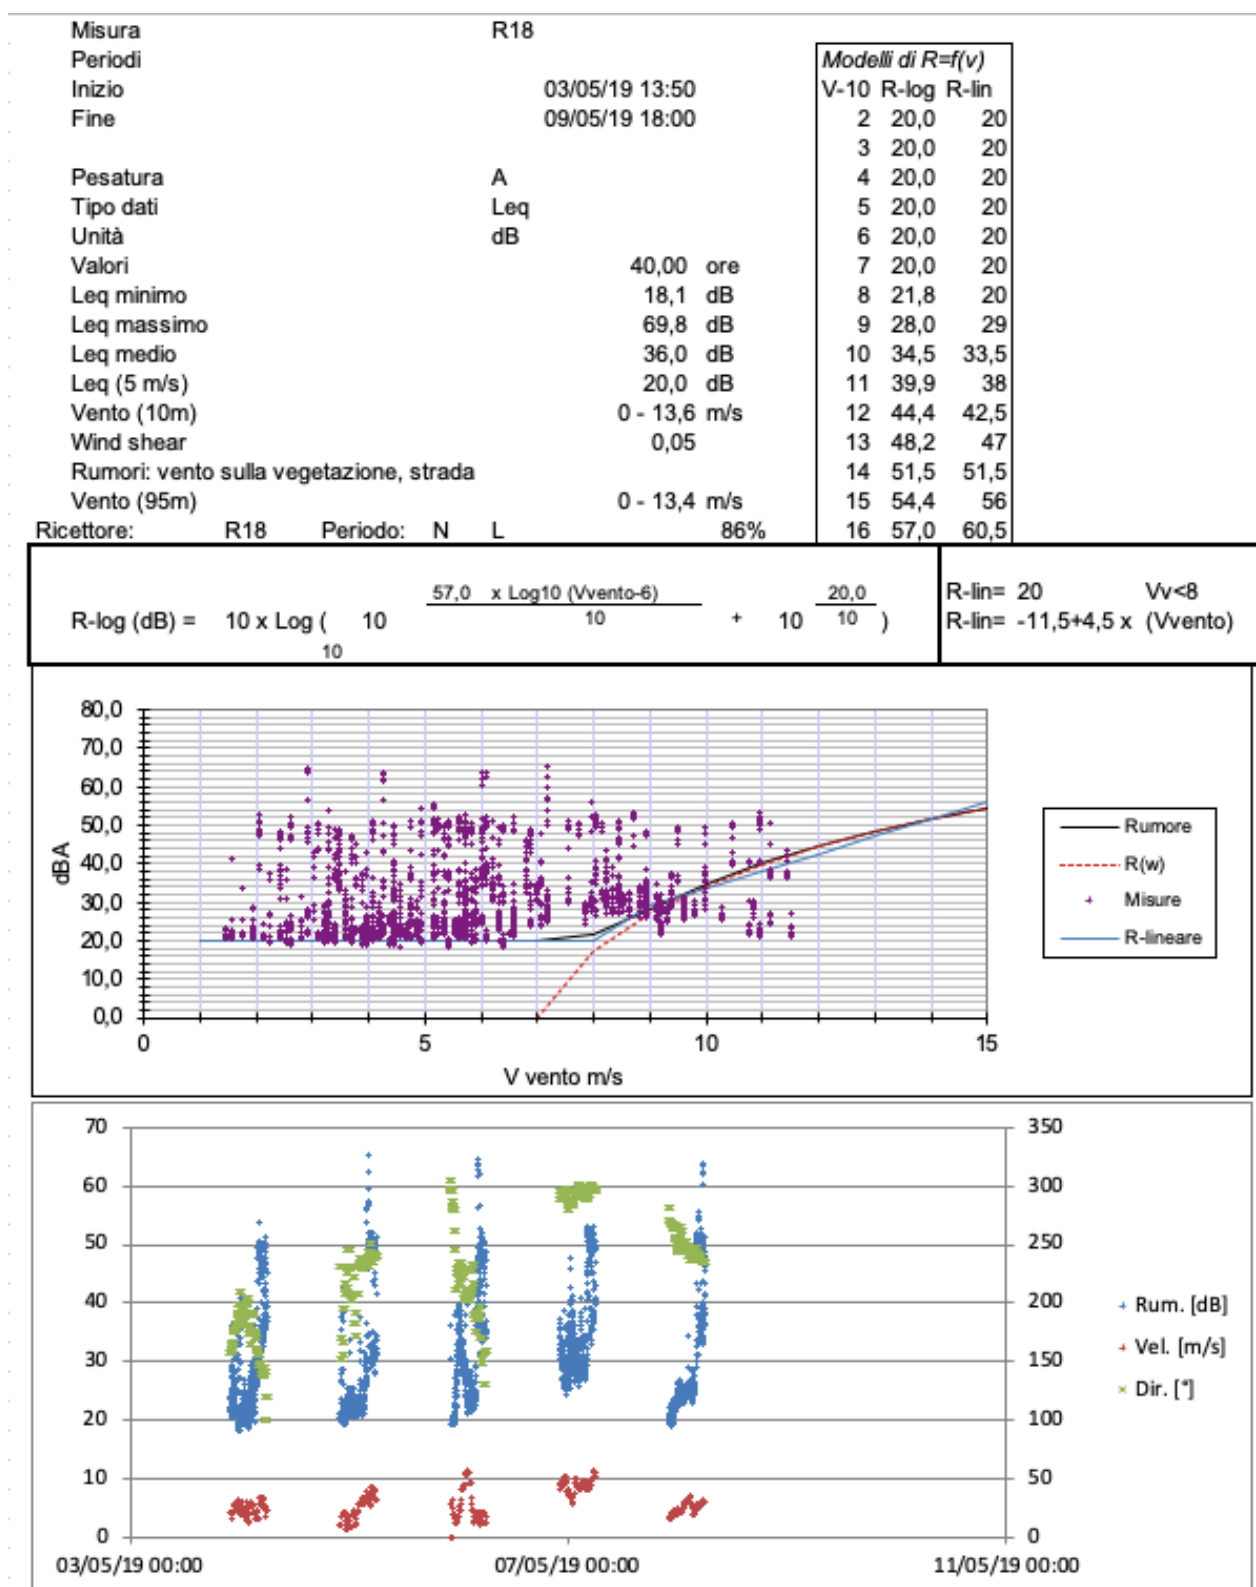 Misura R18
Periodi Modelli di R=f(v)
Inizio 03/05/19 13:50 V-10 R-log R-lin
Fine 09/05/19 18:00 2 20,0 20
3 20,0 20
Pesatura A 4 20,0 20
Tipo dati Leq 5 20,0 20
Unità dB 6 20,0 20
Valori 40,00 ore 7 20,0 20
Leq minimo 18,1 dB 8 21,8 20
Leq massimo 69,8 dB 9 28,0 29
Leq medio 36,0 dB 10 34,5 33,5
Leq (5 m/s) 20,0 dB 11 39,9 38
Vento (10m) 0 - 13,6 m/s 12 44,4 42,5
Wind shear 0,05 13 48,2 47
Rumori: vento sulla vegetazione, strada 14 51,5 51,5
Vento (95m) 0 - 13,4 m/s 15 54,4 56
Ricettore: R18 Periodo: N L 86% 16 57,0 60,5
57,0 x Log10 (Vvento-6) 20,0 R-lin= 20 Vv<8
R-log (dB) = 10 x Log ( 10 10 + 10 10 ) R-lin= -11,5+4,5 x (Vvento)
10
80,0
70,0
60,0
50,0
40,0
30,0
20,0
10,0
0,0
dBA
0 5 10 15
V vento m/s
Rumore
R(w)
Misure
R-lineare
70 350
60 300
50 250
40 200
30 150
20 100
10 50
0 0
03/05/19 00:00 07/05/19 00:00 11/05/19 00:00
Rum. [dB]
Vel. [m/s]
Dir. [°]